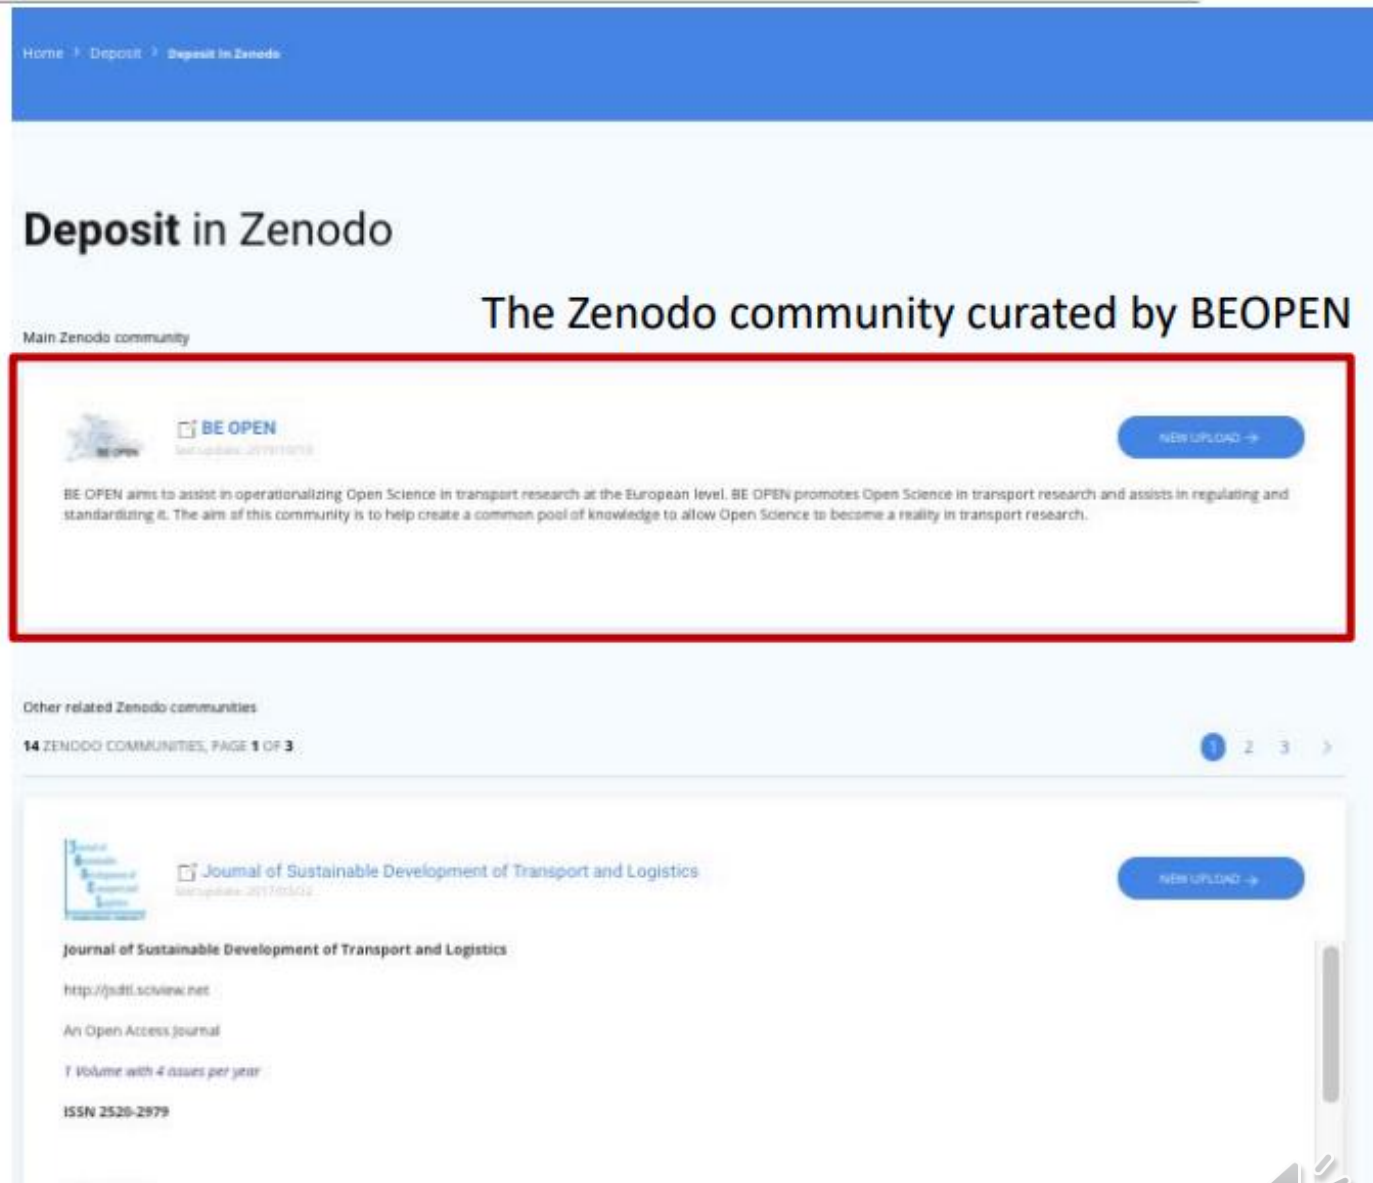 Home > Deposit > Deposit in Zenodo
Deposit in Zenodo
The Zenodo community curated by BEOPEN
Main Zenodo community
BE OPEN
BE OPEN
NEW UPLOAD →
BE OPEN aims to assist in operationalizing Open Science in transport research at the European level. BE OPEN promotes Open Science in transport research and assists in regulating and
standardizing it. The aim of this community is to help create a common pool of knowledge to allow Open Science to become a reality in transport research.
Other related Zenodo communities
14 ZENODO COMMUNITIES, PAGE 1 OF 3
1 2 3 >
Journal of Sustainable Development of Transport and Logistics
NEW UPLOAD →
Journal of Sustainable Development of Transport and Logistics
http://jsdtl.sciview.net
An Open Access Journal
1 Volume with 4 issues per year
ISSN 2520-2979